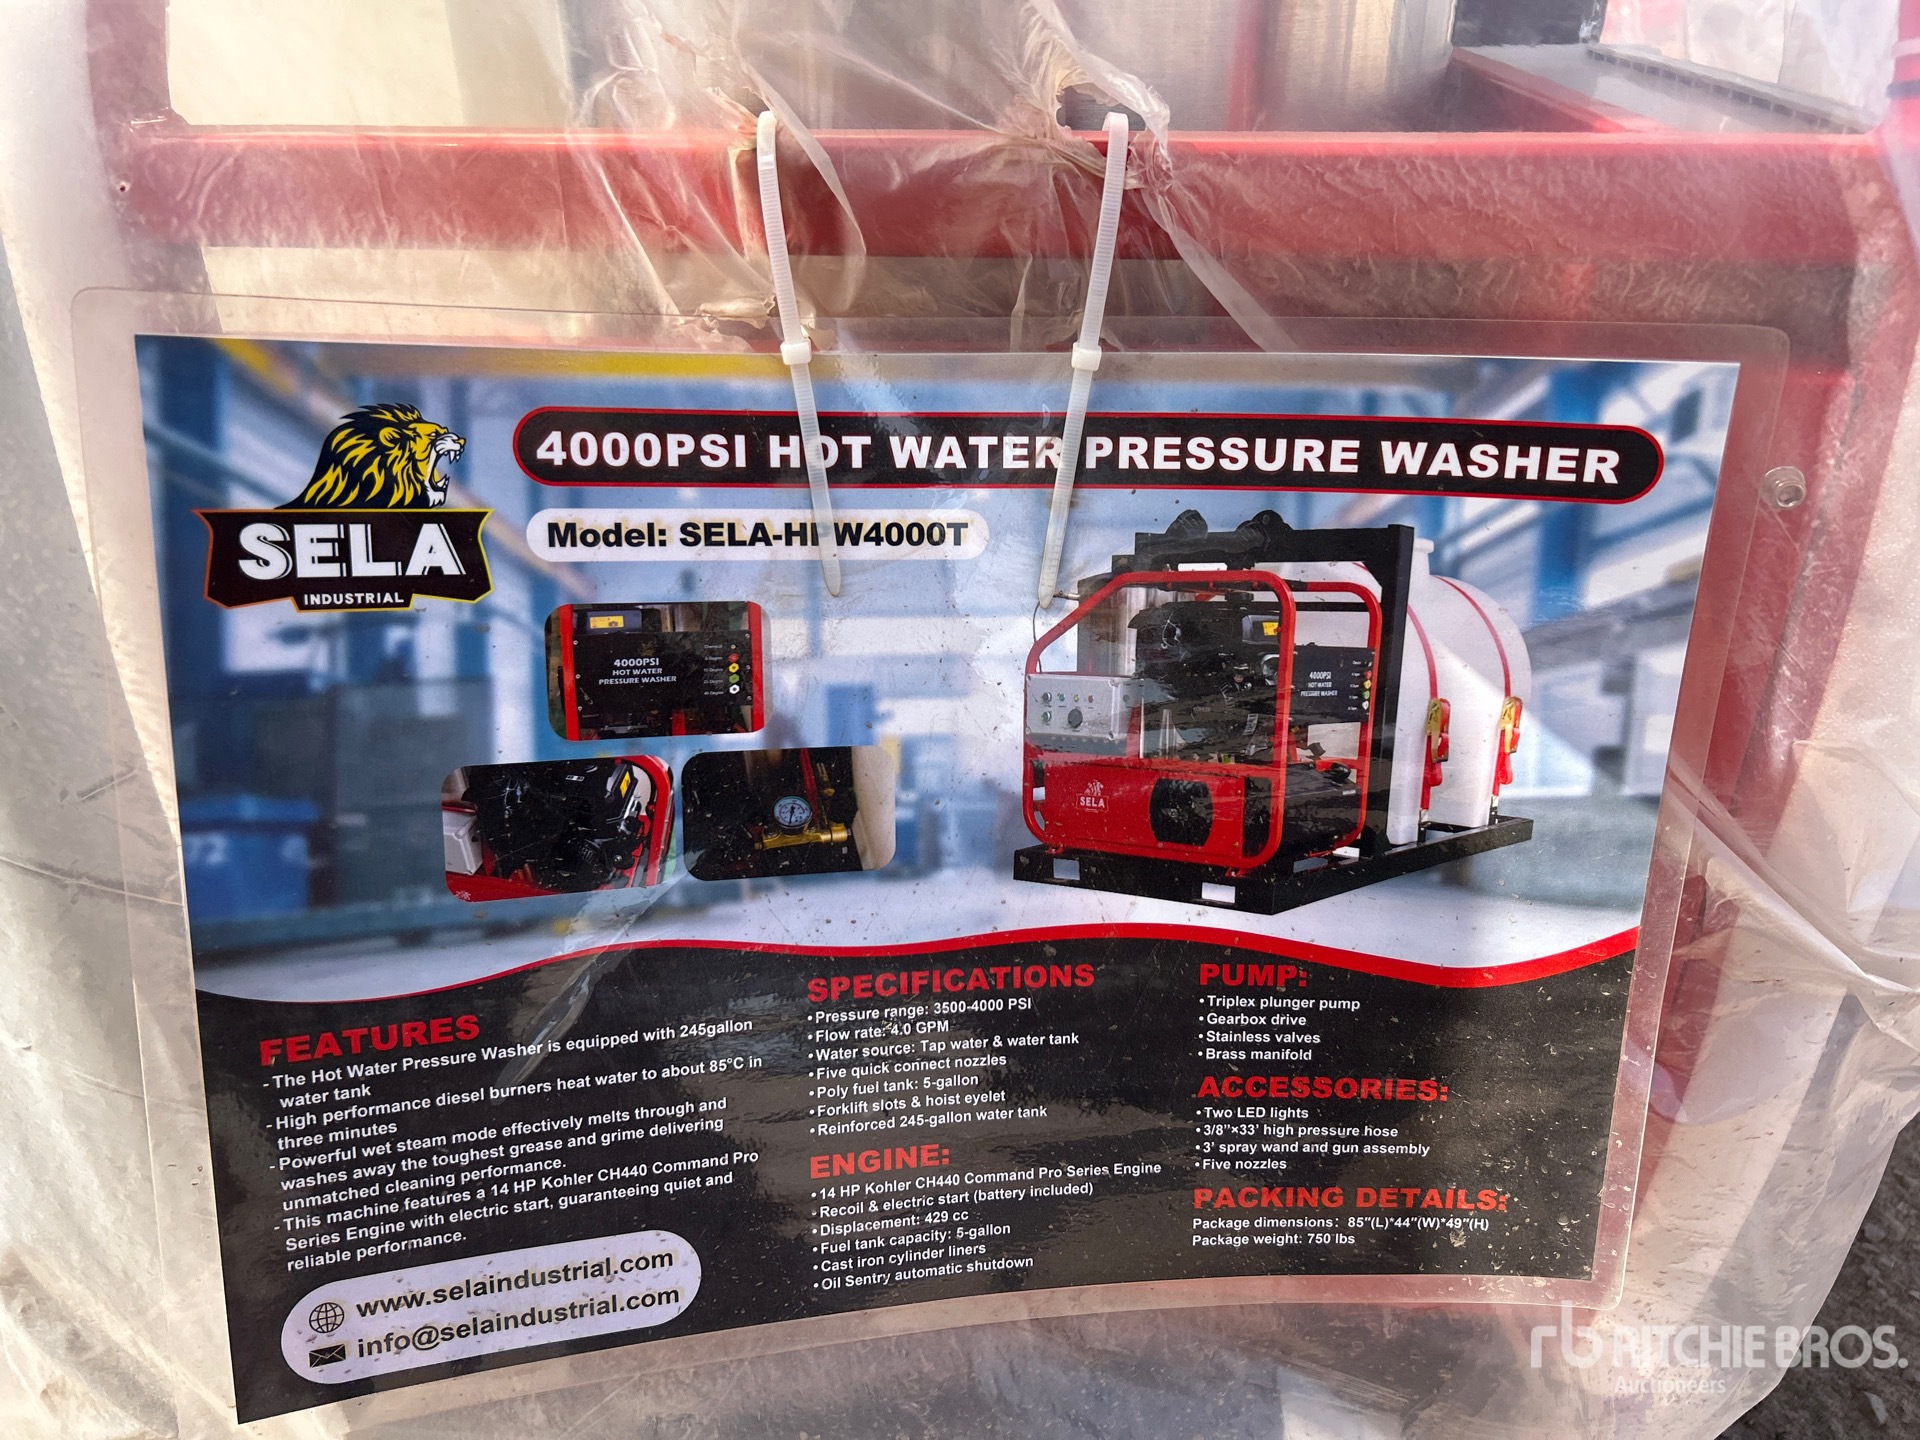 SELA
INDUSTRIAL
4000PSI HOT WATER PRESSURE WASHER
Model: SELA-H W4000T
4000PSI
HOT WATER
PRESSURE WASHER
4000PSI
HOT WATER
PRESSURE WASHER
SELA
FEATURES
- The Hot Water Pressure Washer is equipped with 245gallon
water tank
- High performance diesel burners heat water to about 85°C in
three minutes
- Powerful wet steam mode effectively melts through and
washes away the toughest grease and grime delivering
unmatched cleaning performance.
- This machine features a 14 HP Kohler CH440 Command Pro
Series Engine with electric start, guaranteeing quiet and
reliable performance.
www.selaindustrial.com
info@selaindustrial.com
SPECIFICATIONS
• Pressure range: 3500-4000 PSI
• Flow rate: 4.0 GPM
• Water source: Tap water & water tank
• Five quick connect nozzles
• Poly fuel tank: 5-gallon
• Forklift slots & hoist eyelet
• Reinforced 245-gallon water tank
ENGINE:
• 14 HP Kohler CH440 Command Pro Series Engine
• Recoil & electric start (battery included)
• Displacement: 429 cc
• Fuel tank capacity: 5-gallon
• Cast iron cylinder liners
• Oil Sentry automatic shutdown
PUMP:
• Triplex plunger pump
• Gearbox drive
• Stainless valves
• Brass manifold
ACCESSORIES:
• Two LED lights
• 3/8"×33' high pressure hose
• 3' spray wand and gun assembly
• Five nozzles
PACKING DETAILS:
Package dimensions: 85"(L)*44"(W)*49"(H)
Package weight: 750 lbs
rb RITCHIE BROS.
Auctioneers